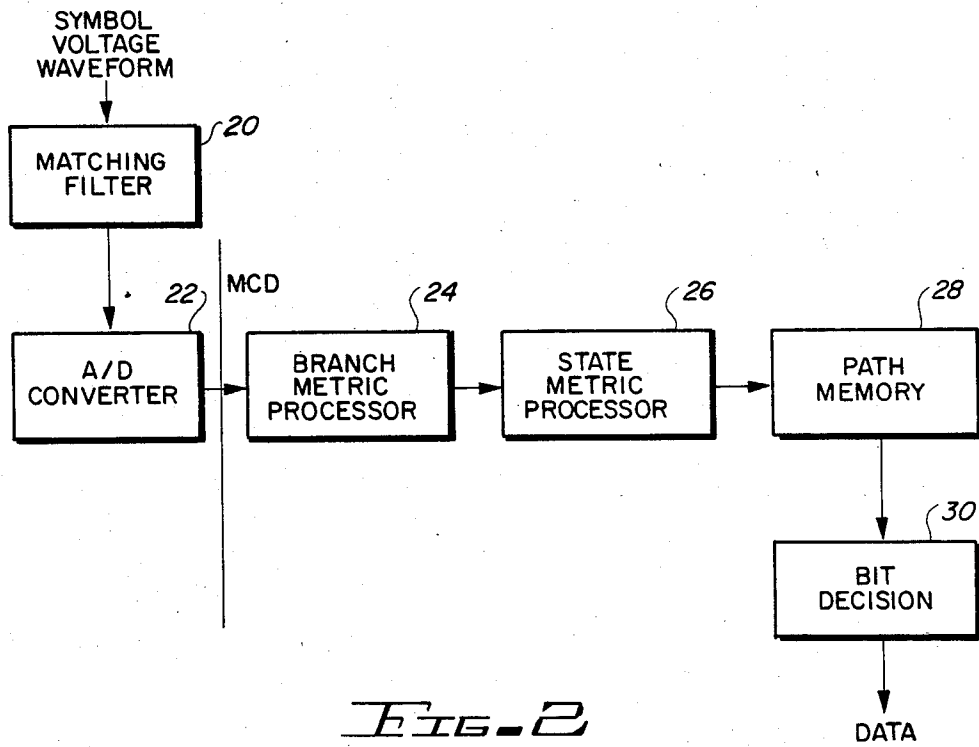 SYMBOL
VOLTAGE
WAVEFORM
20
MATCHING
FILTER
22
MCD
24
26
28
A/D
CONVERTER
BRANCH
METRIC
PROCESSOR
STATE
METRIC
PROCESSOR
PATH
MEMORY
30
BIT
DECISION
DATA
FIG-2